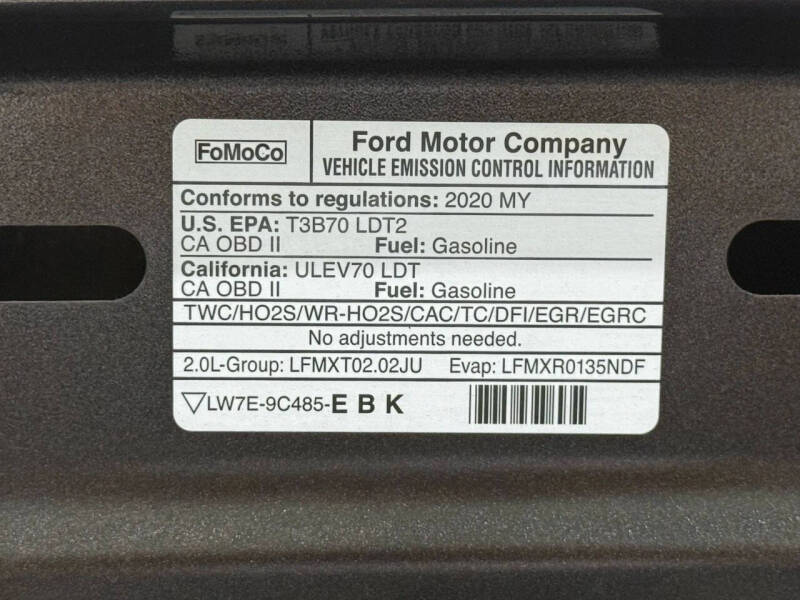 FoMoCo
Ford Motor Company
VEHICLE EMISSION CONTROL INFORMATION
Conforms to regulations: 2020 MY
U.S. EPA: T3B70 LDT2
CA OBD II Fuel: Gasoline
California: ULEV70 LDT
CA OBD II Fuel: Gasoline
TWC/HO2S/WR-HO2S/CAC/TC/DFI/EGR/EGRC
No adjustments needed.
2.0L-Group: LFMXT02.02JU Evap: LFMXR0135NDF
▽LW7E-9C485-E B K